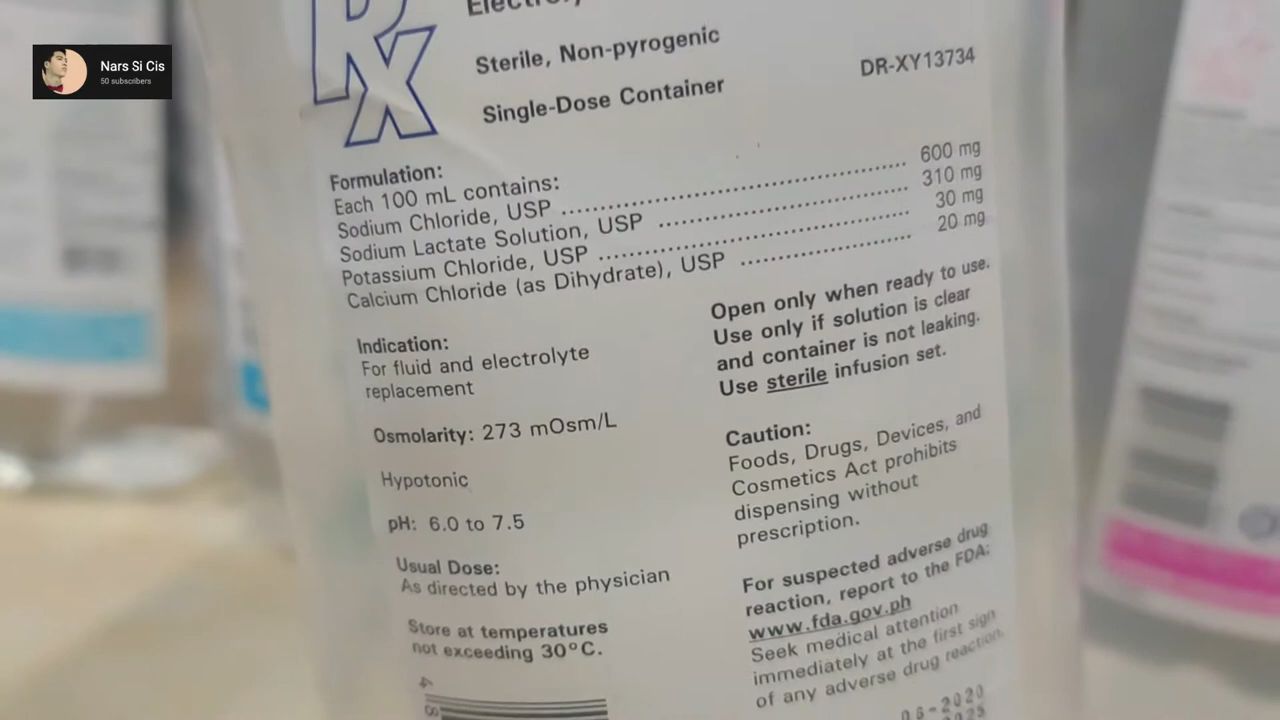 Nars Si Cis
50 subscribers
Rx
Sterile, Non-pyrogenic
Single-Dose Container
DR-XY13734
Formulation:
Each 100 mL contains:
Sodium Chloride, USP ........................................ 600 mg
Sodium Lactate Solution, USP ............................. 310 mg
Potassium Chloride, USP .................................... 30 mg
Calcium Chloride (as Dihydrate), USP .................... 20 mg
Indication:
For fluid and electrolyte
replacement
Osmolarity: 273 mOsm/L
Hypotonic
pH: 6.0 to 7.5
Usual Dose:
As directed by the physician
Store at temperatures
not exceeding 30°C.
Open only when ready to use.
Use only if solution is clear
and container is not leaking.
Use sterile infusion set.
Caution:
Foods, Drugs, Devices, and
Cosmetics Act prohibits
dispensing without
prescription.
For suspected adverse drug
reaction, report to the FDA:
www.fda.gov.ph
Seek medical attention
immediately at the first sign
of any adverse drug reaction.
06-2020